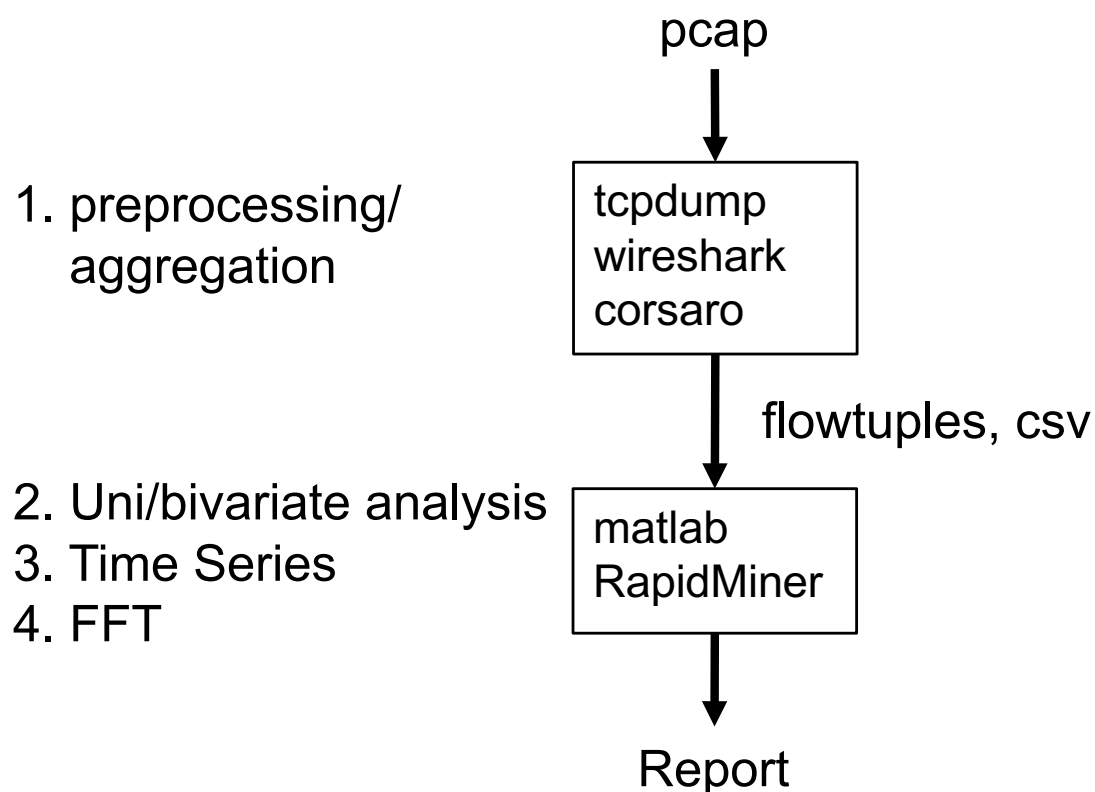 pcap
1. preprocessing/
aggregation
tcpdump
wireshark
corsaro
flowtuples, csv
2. Uni/bivariate analysis
3. Time Series
4. FFT
matlab
RapidMiner
Report